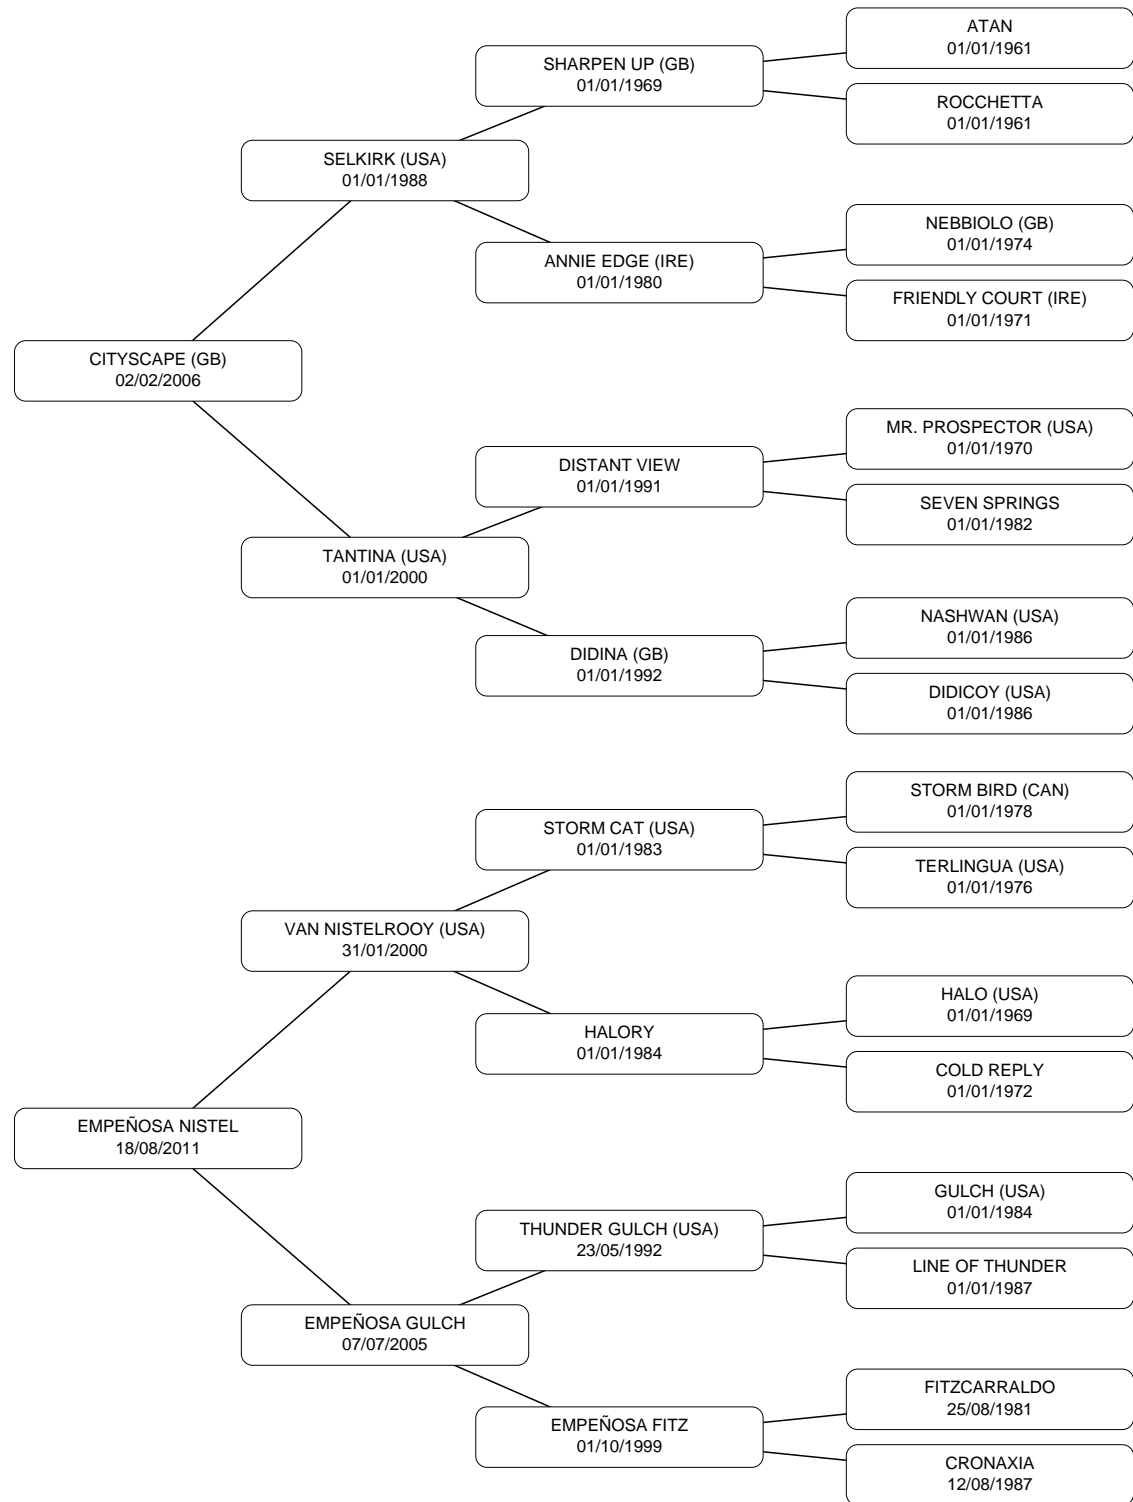 ATAN
01/01/1961
SHARPEN UP (GB)
01/01/1969
ROCCHETTA
01/01/1961
SELKIRK (USA)
01/01/1988
NEBBIOLO (GB)
01/01/1974
ANNIE EDGE (IRE)
01/01/1980
FRIENDLY COURT (IRE)
01/01/1971
CITYSCAPE (GB)
02/02/2006
MR. PROSPECTOR (USA)
01/01/1970
DISTANT VIEW
01/01/1991
SEVEN SPRINGS
01/01/1982
TANTINA (USA)
01/01/2000
NASHWAN (USA)
01/01/1986
DIDINA (GB)
01/01/1992
DIDICOY (USA)
01/01/1986
STORM BIRD (CAN)
01/01/1978
STORM CAT (USA)
01/01/1983
TERLINGUA (USA)
01/01/1976
VAN NISTELROOY (USA)
31/01/2000
HALO (USA)
01/01/1969
HALORY
01/01/1984
COLD REPLY
01/01/1972
EMPEÑOSA NISTEL
18/08/2011
GULCH (USA)
01/01/1984
THUNDER GULCH (USA)
23/05/1992
LINE OF THUNDER
01/01/1987
EMPEÑOSA GULCH
07/07/2005
FITZCARRALDO
25/08/1981
EMPEÑOSA FITZ
01/10/1999
CRONAXIA
12/08/1987